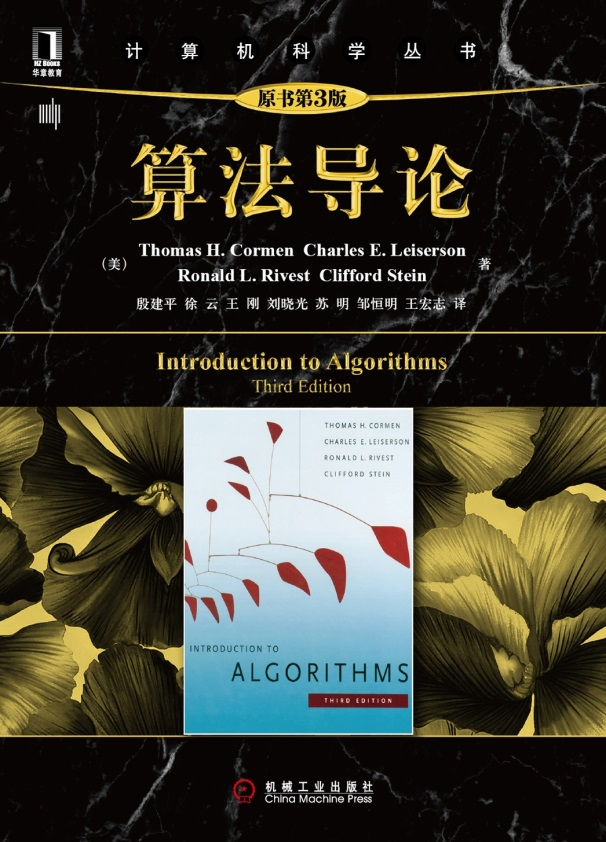 HZ Books
华章教育
计算机科学丛书
原书第3版
算法导论
(美) Thomas H. Cormen Charles E. Leiserson
Ronald L. Rivest Clifford Stein 著
殷建平 徐 云 王 刚 刘晓光 苏 明 邹恒明 王宏志 译
Introduction to Algorithms
Third Edition
THOMAS H. CORMEN
CHARLES E. LEISERSON
RONALD L. RIVEST
CLIFFORD STEIN
INTRODUCTION TO
ALGORITHMS
THIRD EDITION
机械工业出版社
China Machine Press